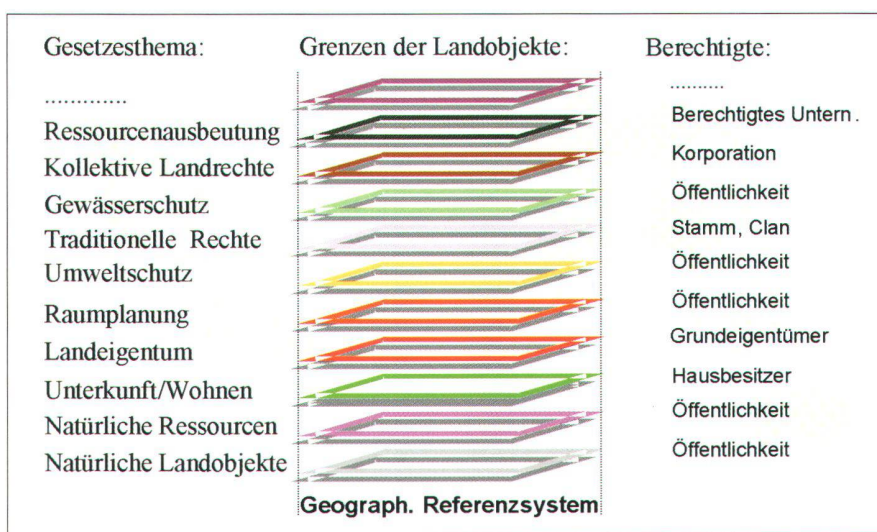 Gesetzesthema: Grenzen der Landobjekte: Berechtigte:
............. .........
Ressourcenausbeutung Berechtigtes Untern.
Kollektive Landrechte Korporation
Gewässerschutz Öffentlichkeit
Traditionelle Rechte Stamm, Clan
Umweltschutz Öffentlichkeit
Raumplanung Öffentlichkeit
Landeigentum Grundeigentümer
Unterkunft/Wohnen Hausbesitzer
Natürliche Ressourcen Öffentlichkeit
Natürliche Landobjekte Öffentlichkeit
Geograph. Referenzsystem